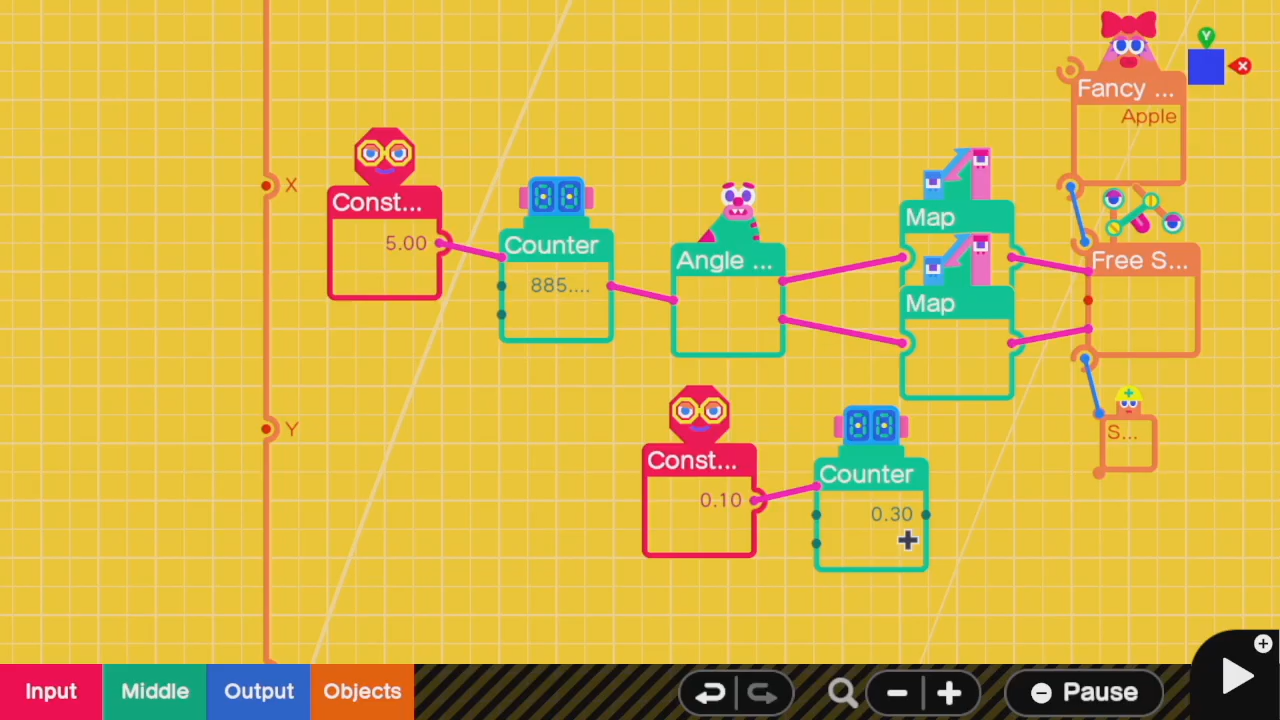 Y
Fancy ...
Apple
X
Const...
5.00
Counter
885....
Angle ...
Map
Map
Free S...
Y
Const...
0.10
Counter
0.30
S...
Input
Middle
Output
Objects
Pause